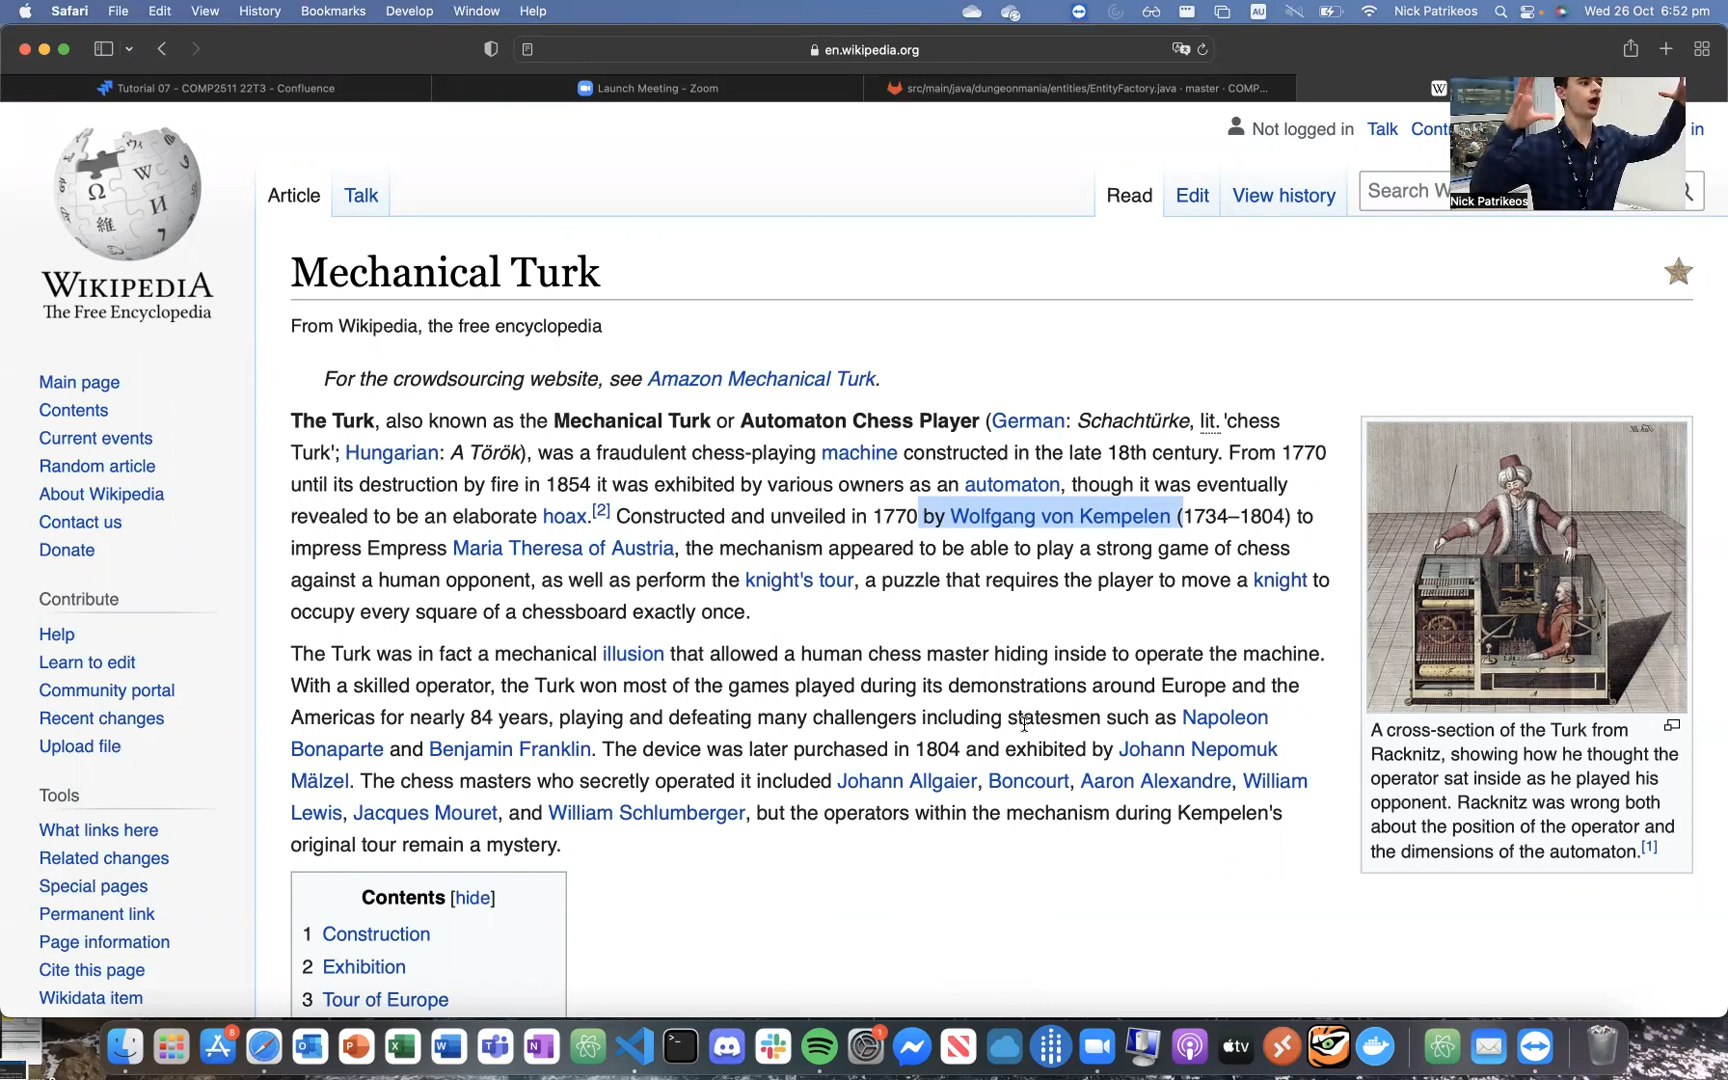 Safari File Edit View History Bookmarks Develop Window Help
AU Nick Patrikeos Wed 26 Oct 6:52 pm
en.wikipedia.org
Tutorial 07 - COMP2511 22T3 - Confluence
Launch Meeting - Zoom
src/main/java/dungeonmania/entities/EntityFactory.java · master · COMP...
W
Not logged in Talk Cont in
Article Talk Read Edit View history Search W
Nick Patrikeos
WIKIPEDIA
The Free Encyclopedia
Main page
Contents
Current events
Random article
About Wikipedia
Contact us
Donate
Contribute
Help
Learn to edit
Community portal
Recent changes
Upload file
Tools
What links here
Related changes
Special pages
Permanent link
Page information
Cite this page
Wikidata item
Mechanical Turk
From Wikipedia, the free encyclopedia
For the crowdsourcing website, see Amazon Mechanical Turk.
The Turk, also known as the Mechanical Turk or Automaton Chess Player (German: Schachtürke, lit. 'chess
Turk'; Hungarian: A Török), was a fraudulent chess-playing machine constructed in the late 18th century. From 1770
until its destruction by fire in 1854 it was exhibited by various owners as an automaton, though it was eventually
revealed to be an elaborate hoax.[2] Constructed and unveiled in 1770 by Wolfgang von Kempelen (1734–1804) to
impress Empress Maria Theresa of Austria, the mechanism appeared to be able to play a strong game of chess
against a human opponent, as well as perform the knight's tour, a puzzle that requires the player to move a knight to
occupy every square of a chessboard exactly once.
The Turk was in fact a mechanical illusion that allowed a human chess master hiding inside to operate the machine.
With a skilled operator, the Turk won most of the games played during its demonstrations around Europe and the
Americas for nearly 84 years, playing and defeating many challengers including statesmen such as Napoleon
Bonaparte and Benjamin Franklin. The device was later purchased in 1804 and exhibited by Johann Nepomuk
Mälzel. The chess masters who secretly operated it included Johann Allgaier, Boncourt, Aaron Alexandre, William
Lewis, Jacques Mouret, and William Schlumberger, but the operators within the mechanism during Kempelen's
original tour remain a mystery.
Contents [hide]
1 Construction
2 Exhibition
3 Tour of Europe
A cross-section of the Turk from
Racknitz, showing how he thought the
operator sat inside as he played his
opponent. Racknitz was wrong both
about the position of the operator and
the dimensions of the automaton.[1]
8
1
tv